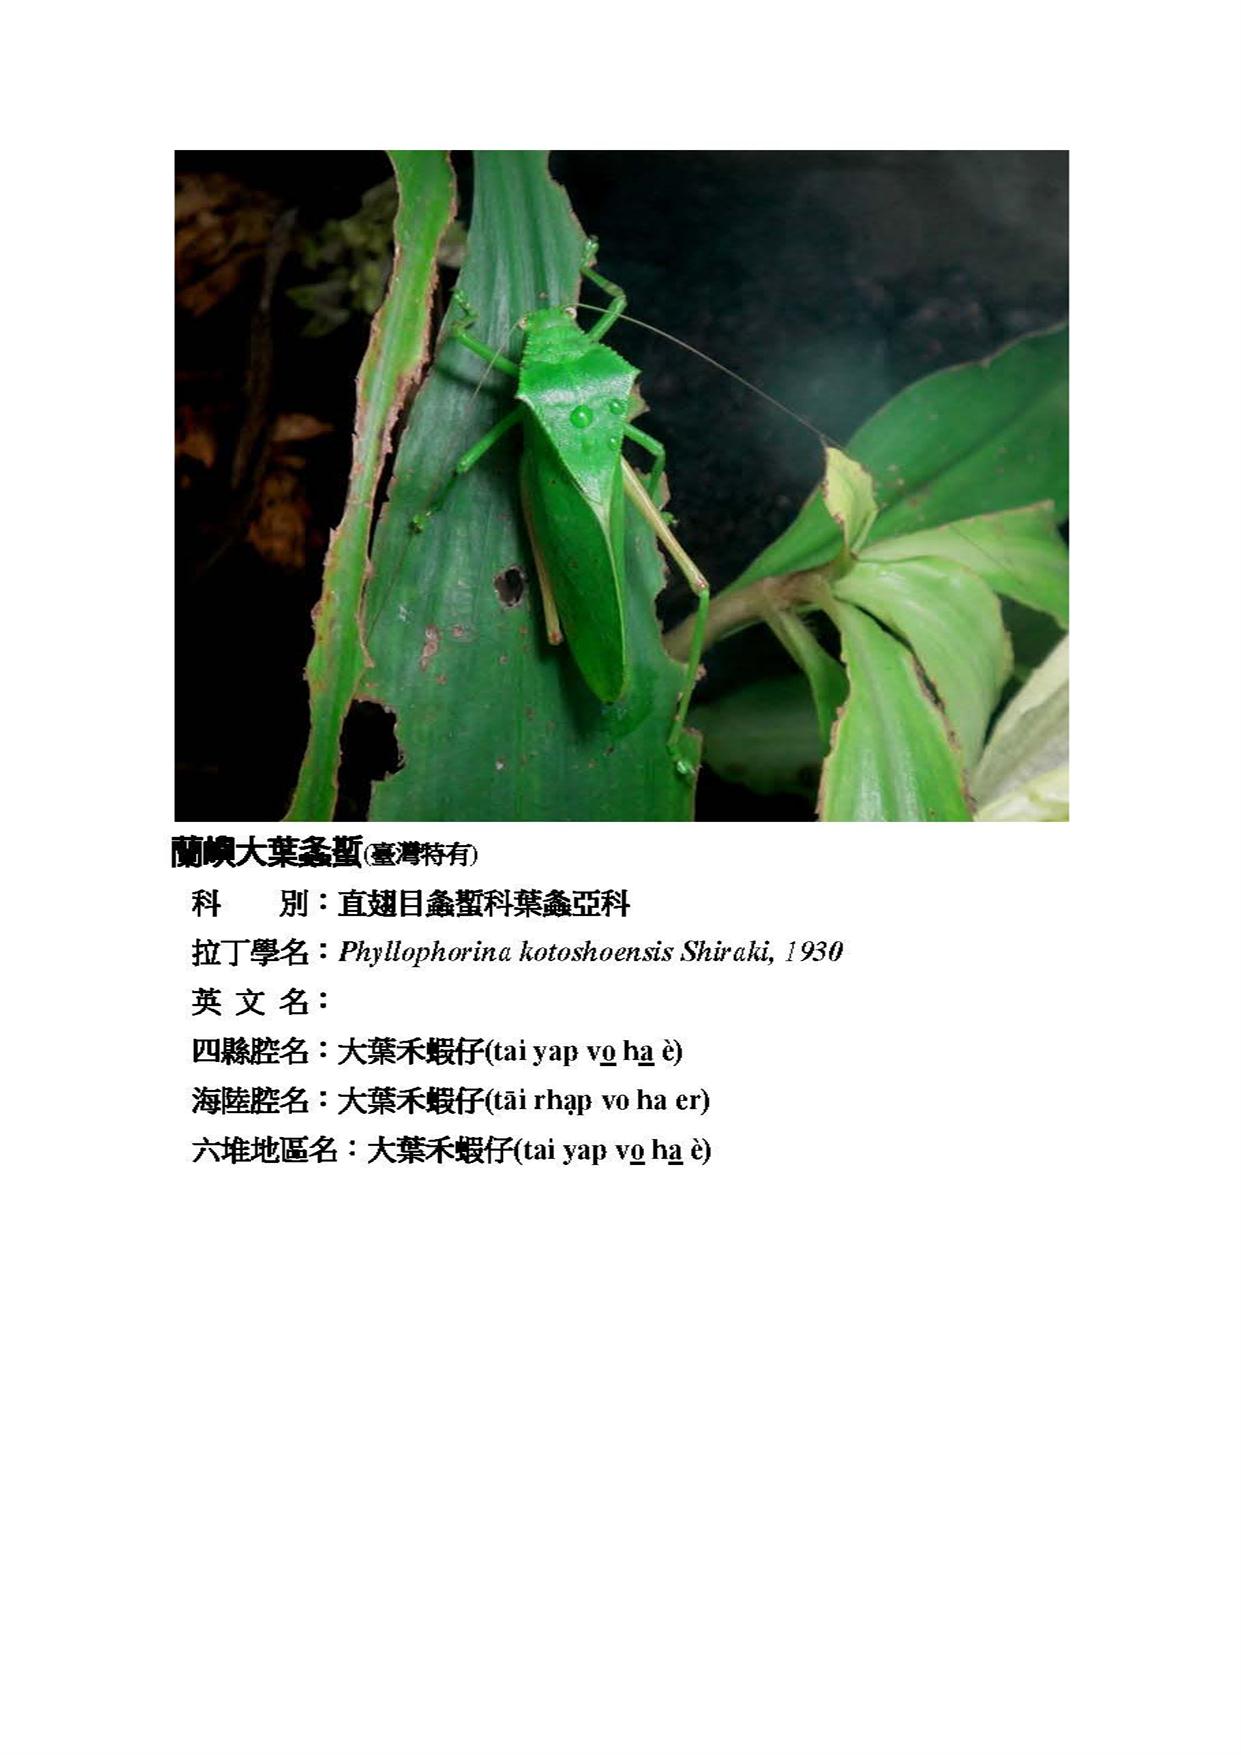 蘭嶼大葉螽蟴(臺灣特有)
科　　別：直翅目螽蟴科葉螽亞科
拉丁學名：Phyllophorina kotoshoensis Shiraki, 1930
英 文 名：
四縣腔名：大葉禾蝦仔(tai yap vo ha è)
海陸腔名：大葉禾蝦仔(tāi rhạp vo ha er)
六堆地區名：大葉禾蝦仔(tai yap vo ha è)